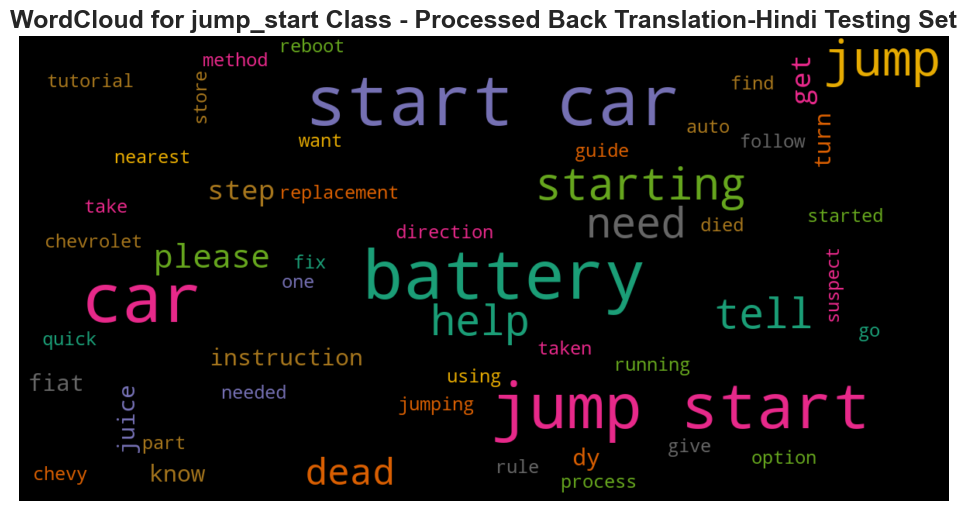 WordCloud for jump_start Class - Processed Back Translation-Hindi Testing Set
reboot
method
jump
tutorial
store
start car
find
get
auto
turn
want
follow
nearest
guide
step
replacement
starting
take
need
died
started
chevrolet
direction
please
fix
battery
suspect
one
car
help
tell
quick
go
taken
instruction
running
fiat
using
needed
juice
jumping
jump start
part
give
chevy
know
dead
rule
dy
option
process